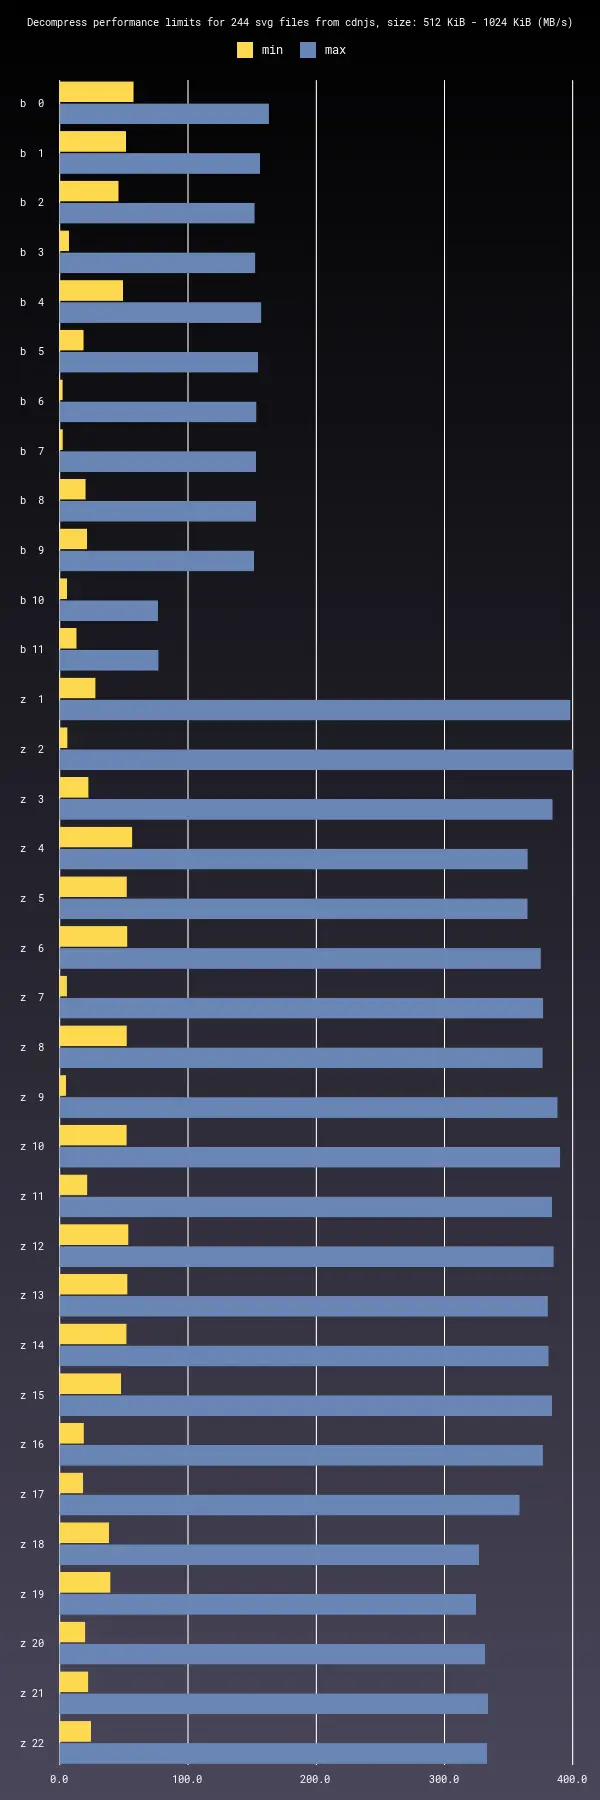 Decompress performance limits for 244 svg files from cdnjs, size: 512 KiB - 1024 KiB (MB/s)
min max
b 0
b 1
b 2
b 3
b 4
b 5
b 6
b 7
b 8
b 9
b 10
b 11
z 1
z 2
z 3
z 4
z 5
z 6
z 7
z 8
z 9
z 10
z 11
z 12
z 13
z 14
z 15
z 16
z 17
z 18
z 19
z 20
z 21
z 22
0.0 100.0 200.0 300.0 400.0